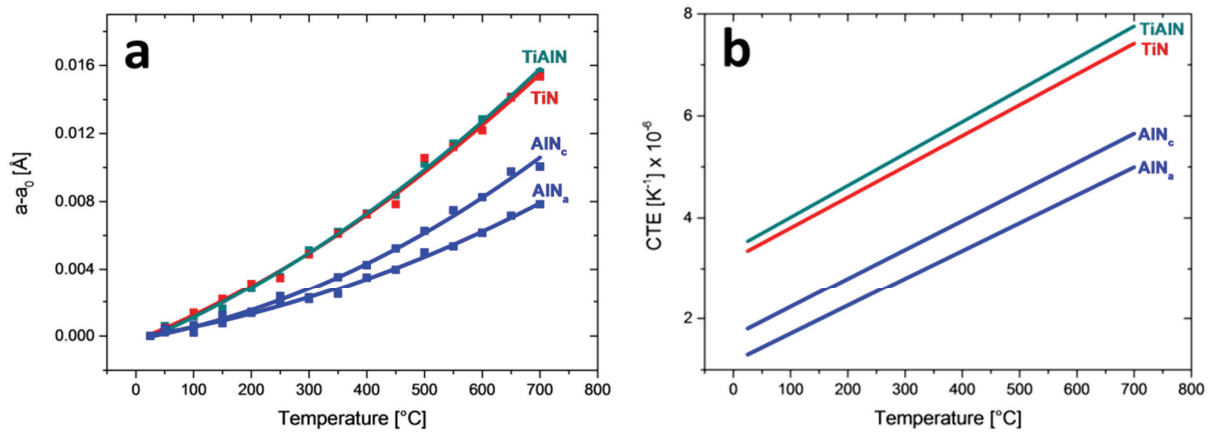 a
TiAlN
TiN
AlNc
AlNa
0.016
0.012
0.008
0.004
0.000
a-a0 [Å]
0 100 200 300 400 500 600 700 800
Temperature [°C]
b
TiAlN
TiN
AlNc
AlNa
8
6
4
2
CTE [K⁻¹] x 10⁻⁶
0 100 200 300 400 500 600 700 800
Temperature [°C]